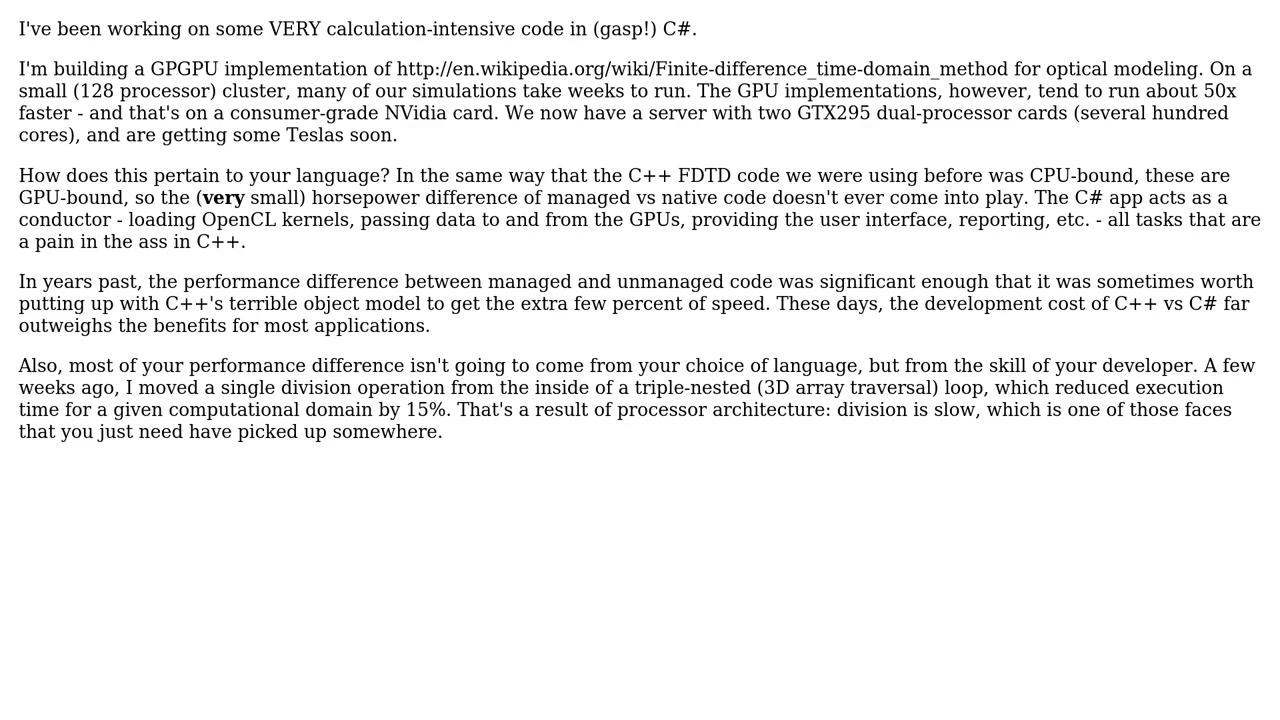 I've been working on some VERY calculation-intensive code in (gasp!) C#.
I'm building a GPGPU implementation of http://en.wikipedia.org/wiki/Finite-difference_time-domain_method for optical modeling. On a
small (128 processor) cluster, many of our simulations take weeks to run. The GPU implementations, however, tend to run about 50x
faster - and that's on a consumer-grade NVidia card. We now have a server with two GTX295 dual-processor cards (several hundred
cores), and are getting some Teslas soon.
How does this pertain to your language? In the same way that the C++ FDTD code we were using before was CPU-bound, these are
GPU-bound, so the (very small) horsepower difference of managed vs native code doesn't ever come into play. The C# app acts as a
conductor - loading OpenCL kernels, passing data to and from the GPUs, providing the user interface, reporting, etc. - all tasks that are
a pain in the ass in C++.
In years past, the performance difference between managed and unmanaged code was significant enough that it was sometimes worth
putting up with C++'s terrible object model to get the extra few percent of speed. These days, the development cost of C++ vs C# far
outweighs the benefits for most applications.
Also, most of your performance difference isn't going to come from your choice of language, but from the skill of your developer. A few
weeks ago, I moved a single division operation from the inside of a triple-nested (3D array traversal) loop, which reduced execution
time for a given computational domain by 15%. That's a result of processor architecture: division is slow, which is one of those faces
that you just need have picked up somewhere.